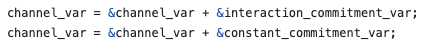 channel_var = &channel_var + &interaction_commitment_var;
channel_var = &channel_var + &constant_commitment_var;